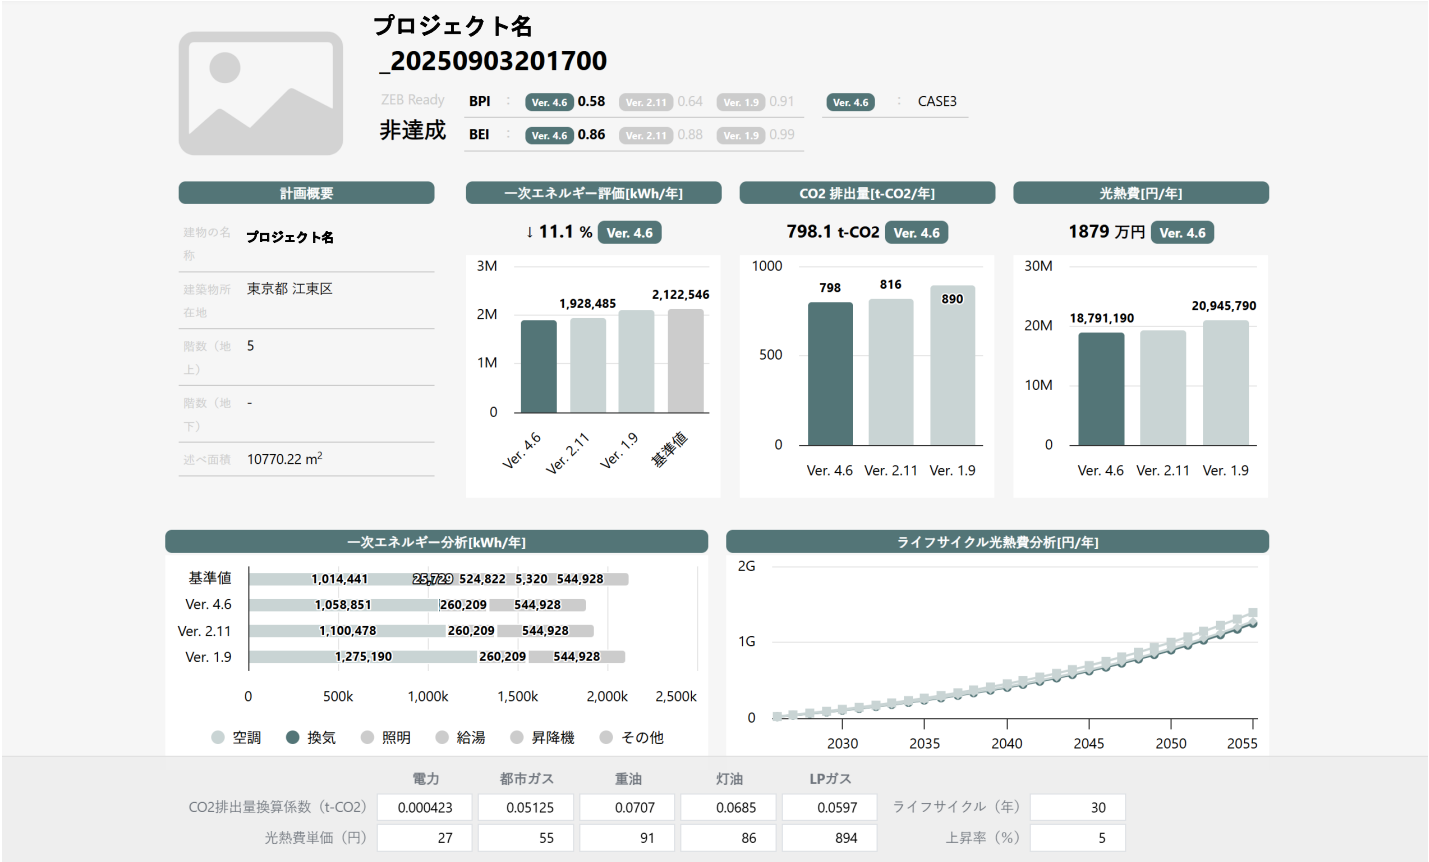 プロジェクト名
_20250903201700
ZEB Ready
非達成
BPI : Ver. 4.6 0.58 Ver. 2.11 0.64 Ver. 1.9 0.91
BEI : Ver. 4.6 0.86 Ver. 2.11 0.88 Ver. 1.9 0.99
Ver. 4.6 : CASE3
計画概要
建物の名称 プロジェクト名
建築物所在地 東京都 江東区
階数（地上） 5
階数（地下） -
述べ面積 10770.22 m²
一次エネルギー評価[kWh/年]
↓ 11.1 % Ver. 4.6
3M
2M
1M
0
1,928,485
2,122,546
Ver. 4.6 Ver. 2.11 Ver. 1.9 基準値
CO2 排出量[t-CO2/年]
798.1 t-CO2 Ver. 4.6
1000
500
0
798 816 890
Ver. 4.6 Ver. 2.11 Ver. 1.9
光熱費[円/年]
1879 万円 Ver. 4.6
30M
20M
10M
0
18,791,190 20,945,790
Ver. 4.6 Ver. 2.11 Ver. 1.9
一次エネルギー分析[kWh/年]
基準値 1,014,441 25,729 524,822 5,320 544,928
Ver. 4.6 1,058,851 260,209 544,928
Ver. 2.11 1,100,478 260,209 544,928
Ver. 1.9 1,275,190 260,209 544,928
0 500k 1,000k 1,500k 2,000k 2,500k
空調 換気 照明 給湯 昇降機 その他
ライフサイクル光熱費分析[円/年]
2G
1G
0
2030 2035 2040 2045 2050 2055
電力 都市ガス 重油 灯油 LPガス
CO2排出量換算係数（t-CO2） 0.000423 0.05125 0.0707 0.0685 0.0597 ライフサイクル（年） 30
光熱費単価（円） 27 55 91 86 894 上昇率（%） 5